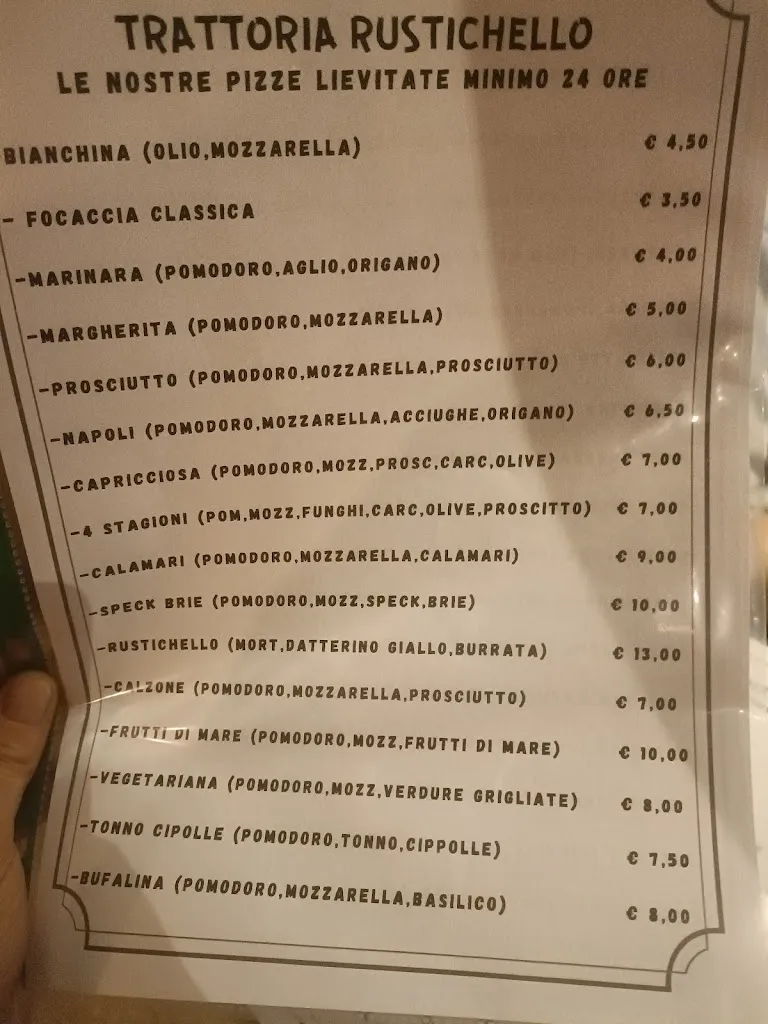 TRATTORIA RUSTICHELLO
LE NOSTRE PIZZE LIEVITATE MINIMO 24 ORE
BIANCHINA (OLIO,MOZZARELLA) € 4,50
- FOCACCIA CLASSICA € 3,50
-MARINARA (POMODORO,AGLIO,ORIGANO) € 4,00
-MARGHERITA (POMODORO,MOZZARELLA) € 5,00
-PROSCIUTTO (POMODORO,MOZZARELLA,PROSCIUTTO) € 6,00
-NAPOLI (POMODORO,MOZZARELLA,ACCIUGHE,ORIGANO) € 6,50
-CAPRICCIOSA (POMODORO,MOZZ,PROSC,CARC,OLIVE) € 7,00
-4 STAGIONI (POM,MOZZ,FUNGHI,CARC,OLIVE,PROSCITTO) € 7,00
-CALAMARI (POMODORO,MOZZARELLA,CALAMARI) € 9,00
-SPECK BRIE (POMODORO,MOZZ,SPECK,BRIE) € 10,00
-RUSTICHELLO (MORT,DATTERINO GIALLO,BURRATA) € 13,00
-CALZONE (POMODORO,MOZZARELLA,PROSCIUTTO) € 7,00
-FRUTTI DI MARE (POMODORO,MOZZ,FRUTTI DI MARE) € 10,00
-VEGETARIANA (POMODORO,MOZZ,VERDURE GRIGLIATE) € 8,00
-TONNO CIPOLLE (POMODORO,TONNO,CIPPOLLE) € 7,50
-BUFALINA (POMODORO,MOZZARELLA,BASILICO) € 8,00